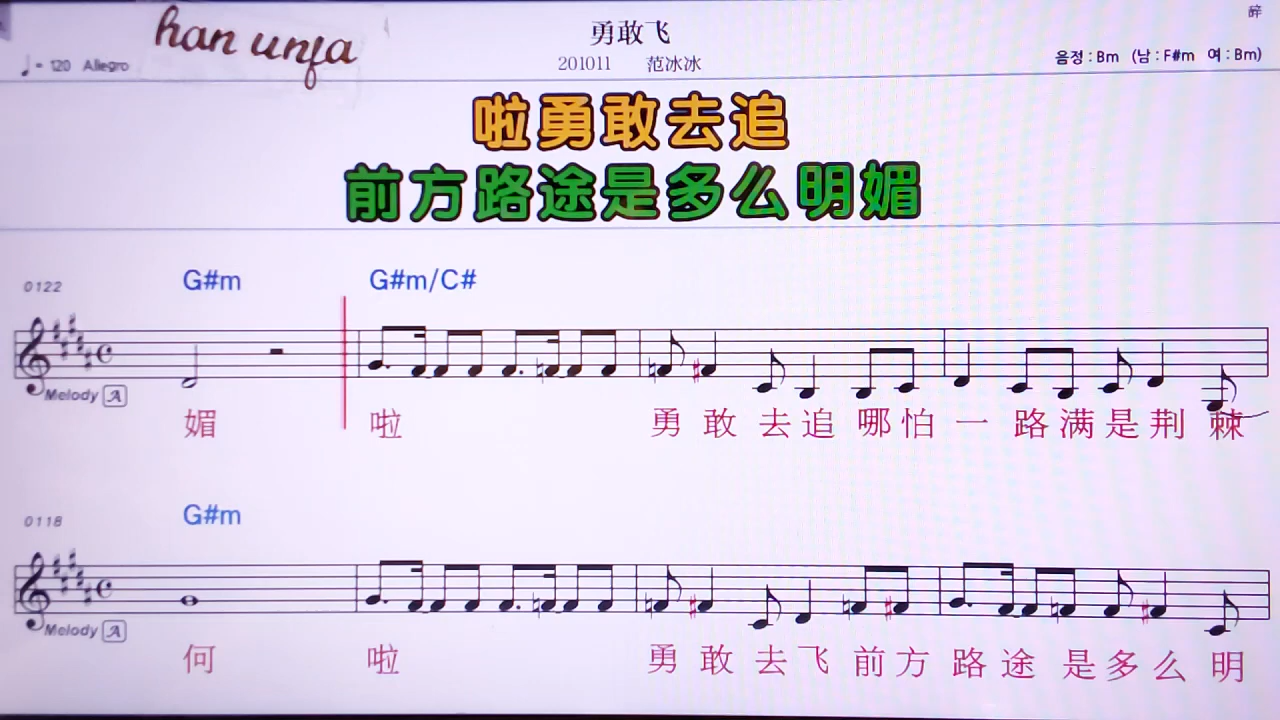 han unfa
勇敢飞
醉
♩= 120 Allegro
201011 范冰冰
음정 : Bm (남 : F#m 여 : Bm)
啦勇敢去追
前方路途是多么明媚
0122 G#m G#m/C#
Melody A
媚 啦 勇敢去追哪怕一路满是荆棘
0118 G#m
Melody A
何 啦 勇敢去飞前方路途是多么明